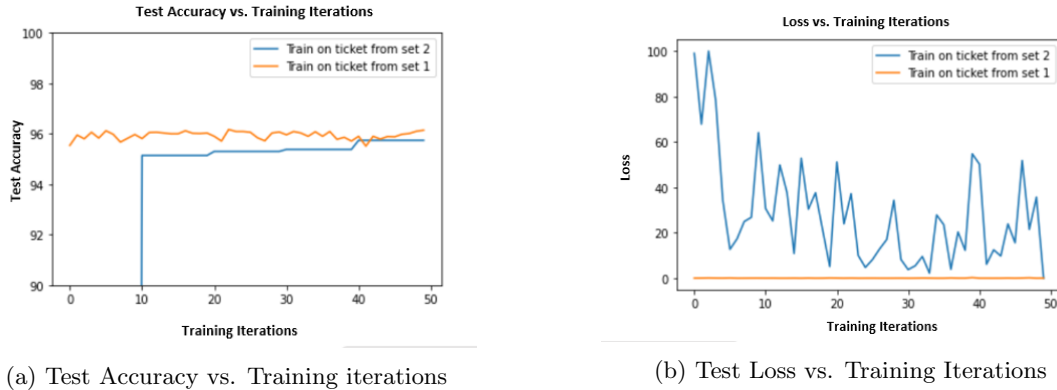 Test Accuracy vs. Training Iterations
100
98
96
94
92
90
Test Accuracy
Train on ticket from set 2
Train on ticket from set 1
0 10 20 30 40 50
Training Iterations
(a) Test Accuracy vs. Training iterations
Loss vs. Training Iterations
100
80
60
40
20
0
Loss
Train on ticket from set 2
Train on ticket from set 1
0 10 20 30 40 50
Training Iterations
(b) Test Loss vs. Training Iterations